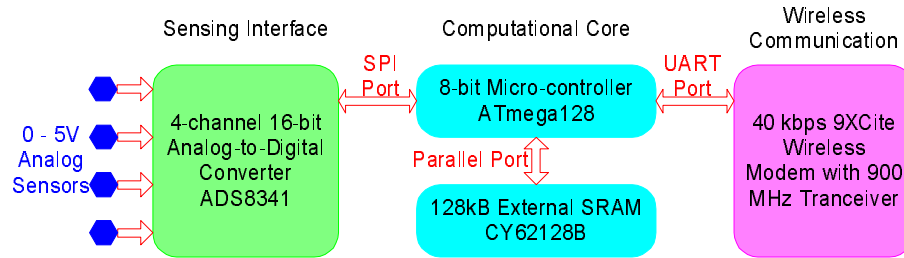 Sensing Interface
Computational Core
Wireless
Communication
0 - 5V
Analog
Sensors
4-channel 16-bit
Analog-to-Digital
Converter
ADS8341
SPI
Port
8-bit Micro-controller
ATmega128
Parallel Port
128kB External SRAM
CY62128B
UART
Port
40 kbps 9XCite
Wireless
Modem with 900
MHz Tranceiver